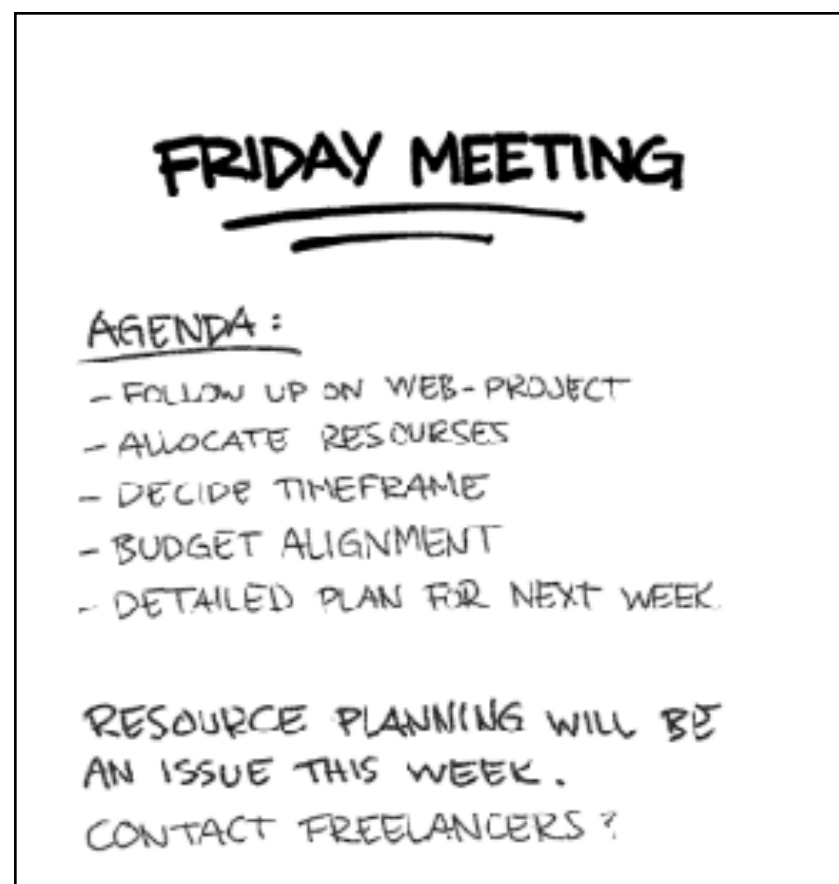 FRIDAY MEETING
AGENDA:
- FOLLOW UP ON WEB-PROJECT
- ALLOCATE RESOURSES
- DECIDE TIMEFRAME
- BUDGET ALIGNMENT
- DETAILED PLAN FOR NEXT WEEK.
RESOURCE PLANNING WILL BE
AN ISSUE THIS WEEK.
CONTACT FREELANCERS?